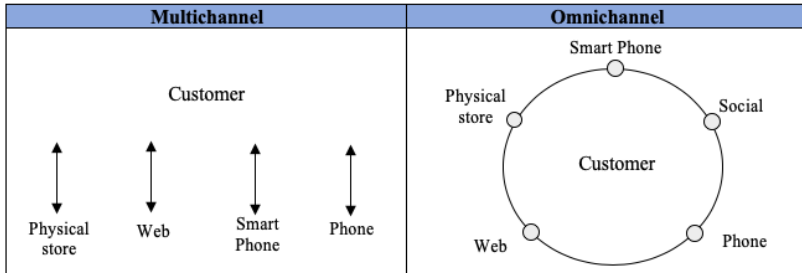 Multichannel
Omnichannel
Customer
Physical
store
Web
Smart
Phone
Phone
Smart Phone
Physical
store
Social
Customer
Web
Phone